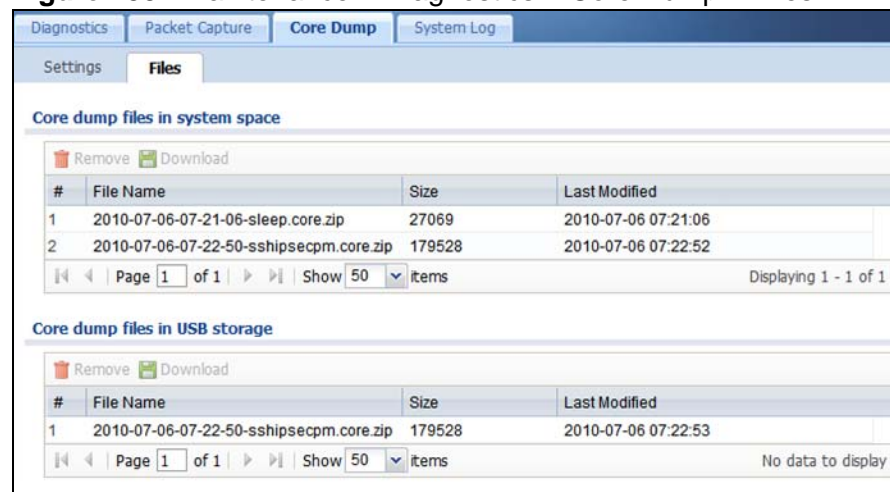 Diagnostics Packet Capture Core Dump System Log
Settings Files
Core dump files in system space
Remove Download
# File Name Size Last Modified
1 2010-07-06-07-21-06-sleep.core.zip 27069 2010-07-06 07:21:06
2 2010-07-06-07-22-50-sshipsecpm.core.zip 179528 2010-07-06 07:22:52
Page 1 of 1 Show 50 items Displaying 1 - 1 of 1
Core dump files in USB storage
Remove Download
# File Name Size Last Modified
1 2010-07-06-07-22-50-sshipsecpm.core.zip 179528 2010-07-06 07:22:53
Page 1 of 1 Show 50 items No data to display